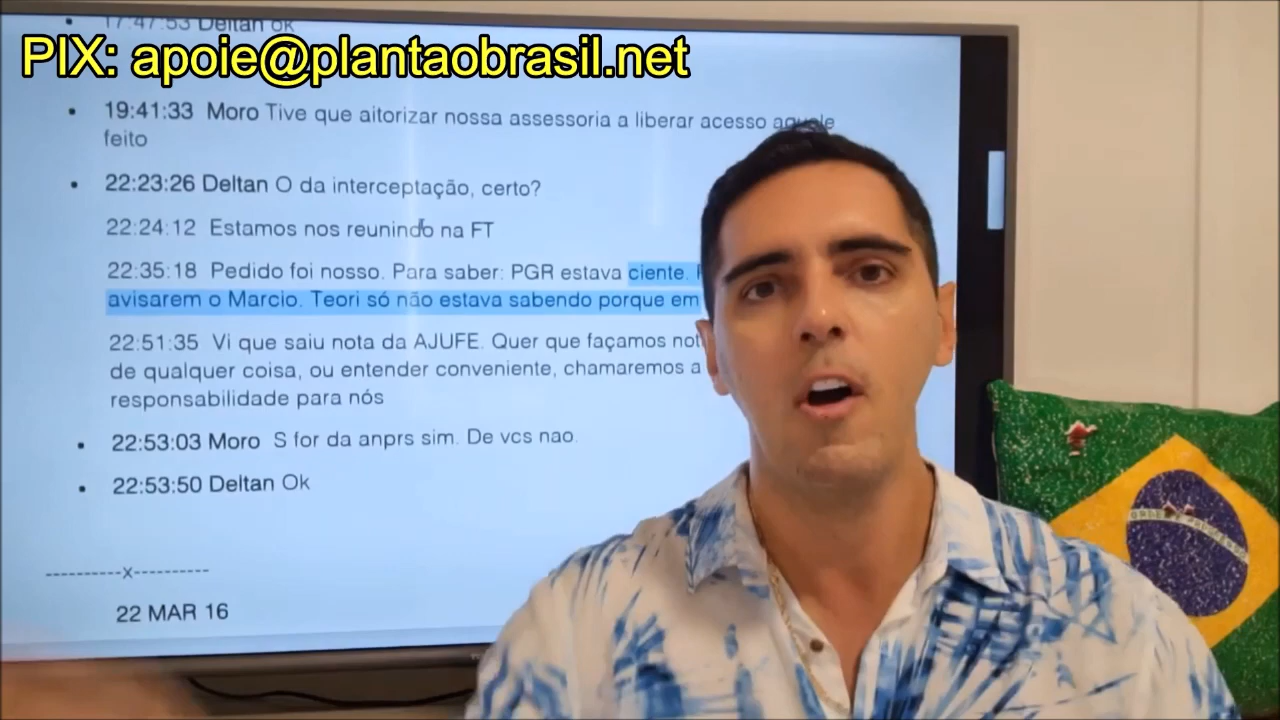 17:47:53 Deltan ok
PIX: apoie@plantaobrasil.net
19:41:33 Moro Tive que aitorizar nossa assessoria a liberar acesso aquele
feito
22:23:26 Deltan O da interceptação, certo?
22:24:12 Estamos nos reunindo na FT
22:35:18 Pedido foi nosso. Para saber: PGR estava ciente.
avisarem o Marcio. Teori só não estava sabendo porque em
22:51:35 Vi que saiu nota da AJUFE. Quer que façamos
de qualquer coisa, ou entender conveniente, chamaremos a
responsabilidade para nós
22:53:03 Moro S for da anprs sim. De vcs nao.
22:53:50 Deltan Ok
----------x----------
22 MAR 16